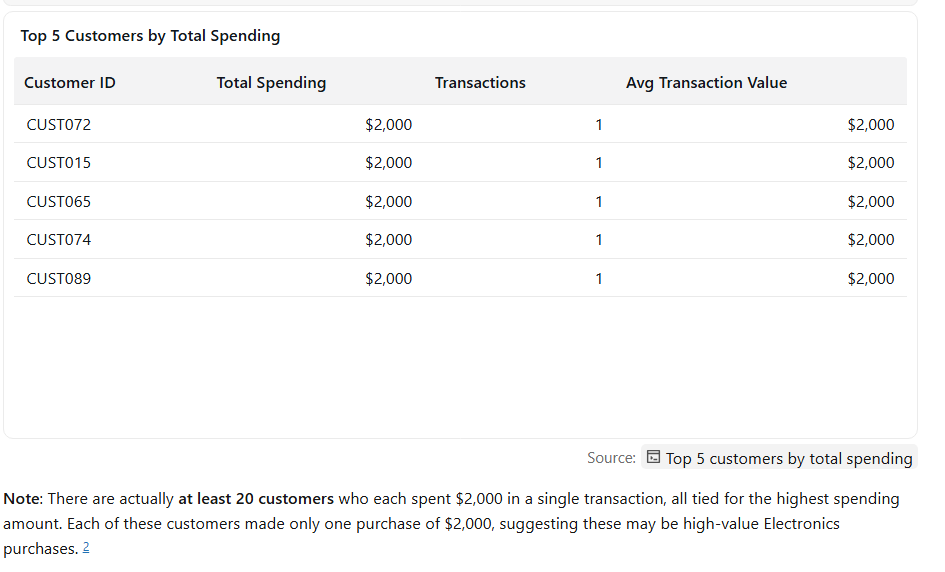 Top 5 Customers by Total Spending
Customer ID Total Spending Transactions Avg Transaction Value
CUST072 $2,000 1 $2,000
CUST015 $2,000 1 $2,000
CUST065 $2,000 1 $2,000
CUST074 $2,000 1 $2,000
CUST089 $2,000 1 $2,000
Source: Top 5 customers by total spending
Note: There are actually at least 20 customers who each spent $2,000 in a single transaction, all tied for the highest spending
amount. Each of these customers made only one purchase of $2,000, suggesting these may be high-value Electronics
purchases. 2